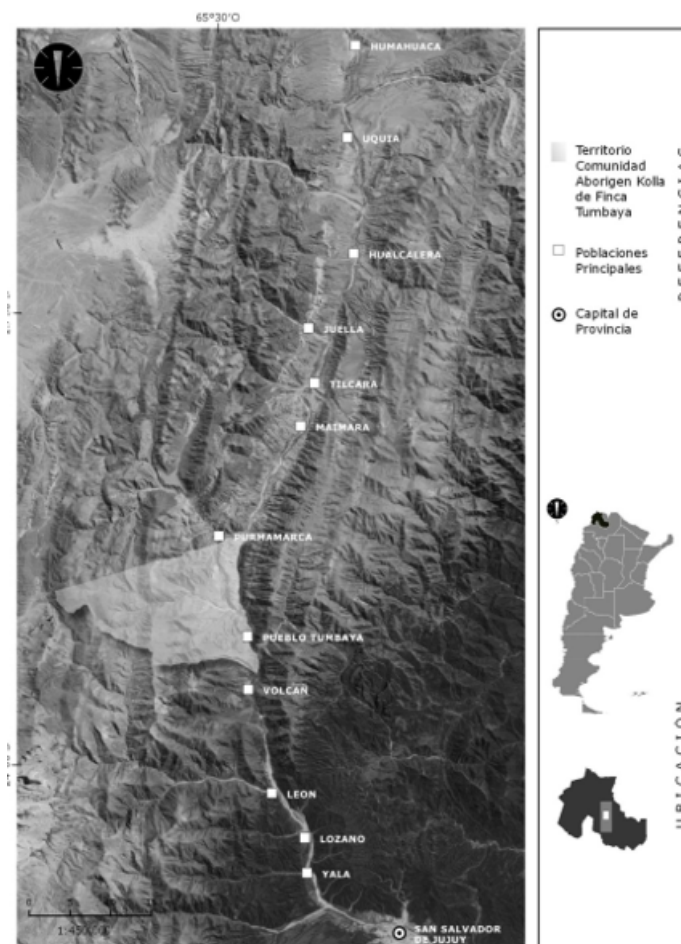 65°30'O
HUMAHUACA
UQUIA
HUALCALERA
JUELLA
TILCARA
MAIMARA
PURMAMARCA
PUEBLO TUMBAYA
VOLCAN
LEON
LOZANO
YALA
SAN SALVADOR
DE JUJUY
Territorio
Comunidad
Aborigen Kolla
de Finca
Tumbaya
Poblaciones
Principales
Capital de
Provincia
UBICACIÓN